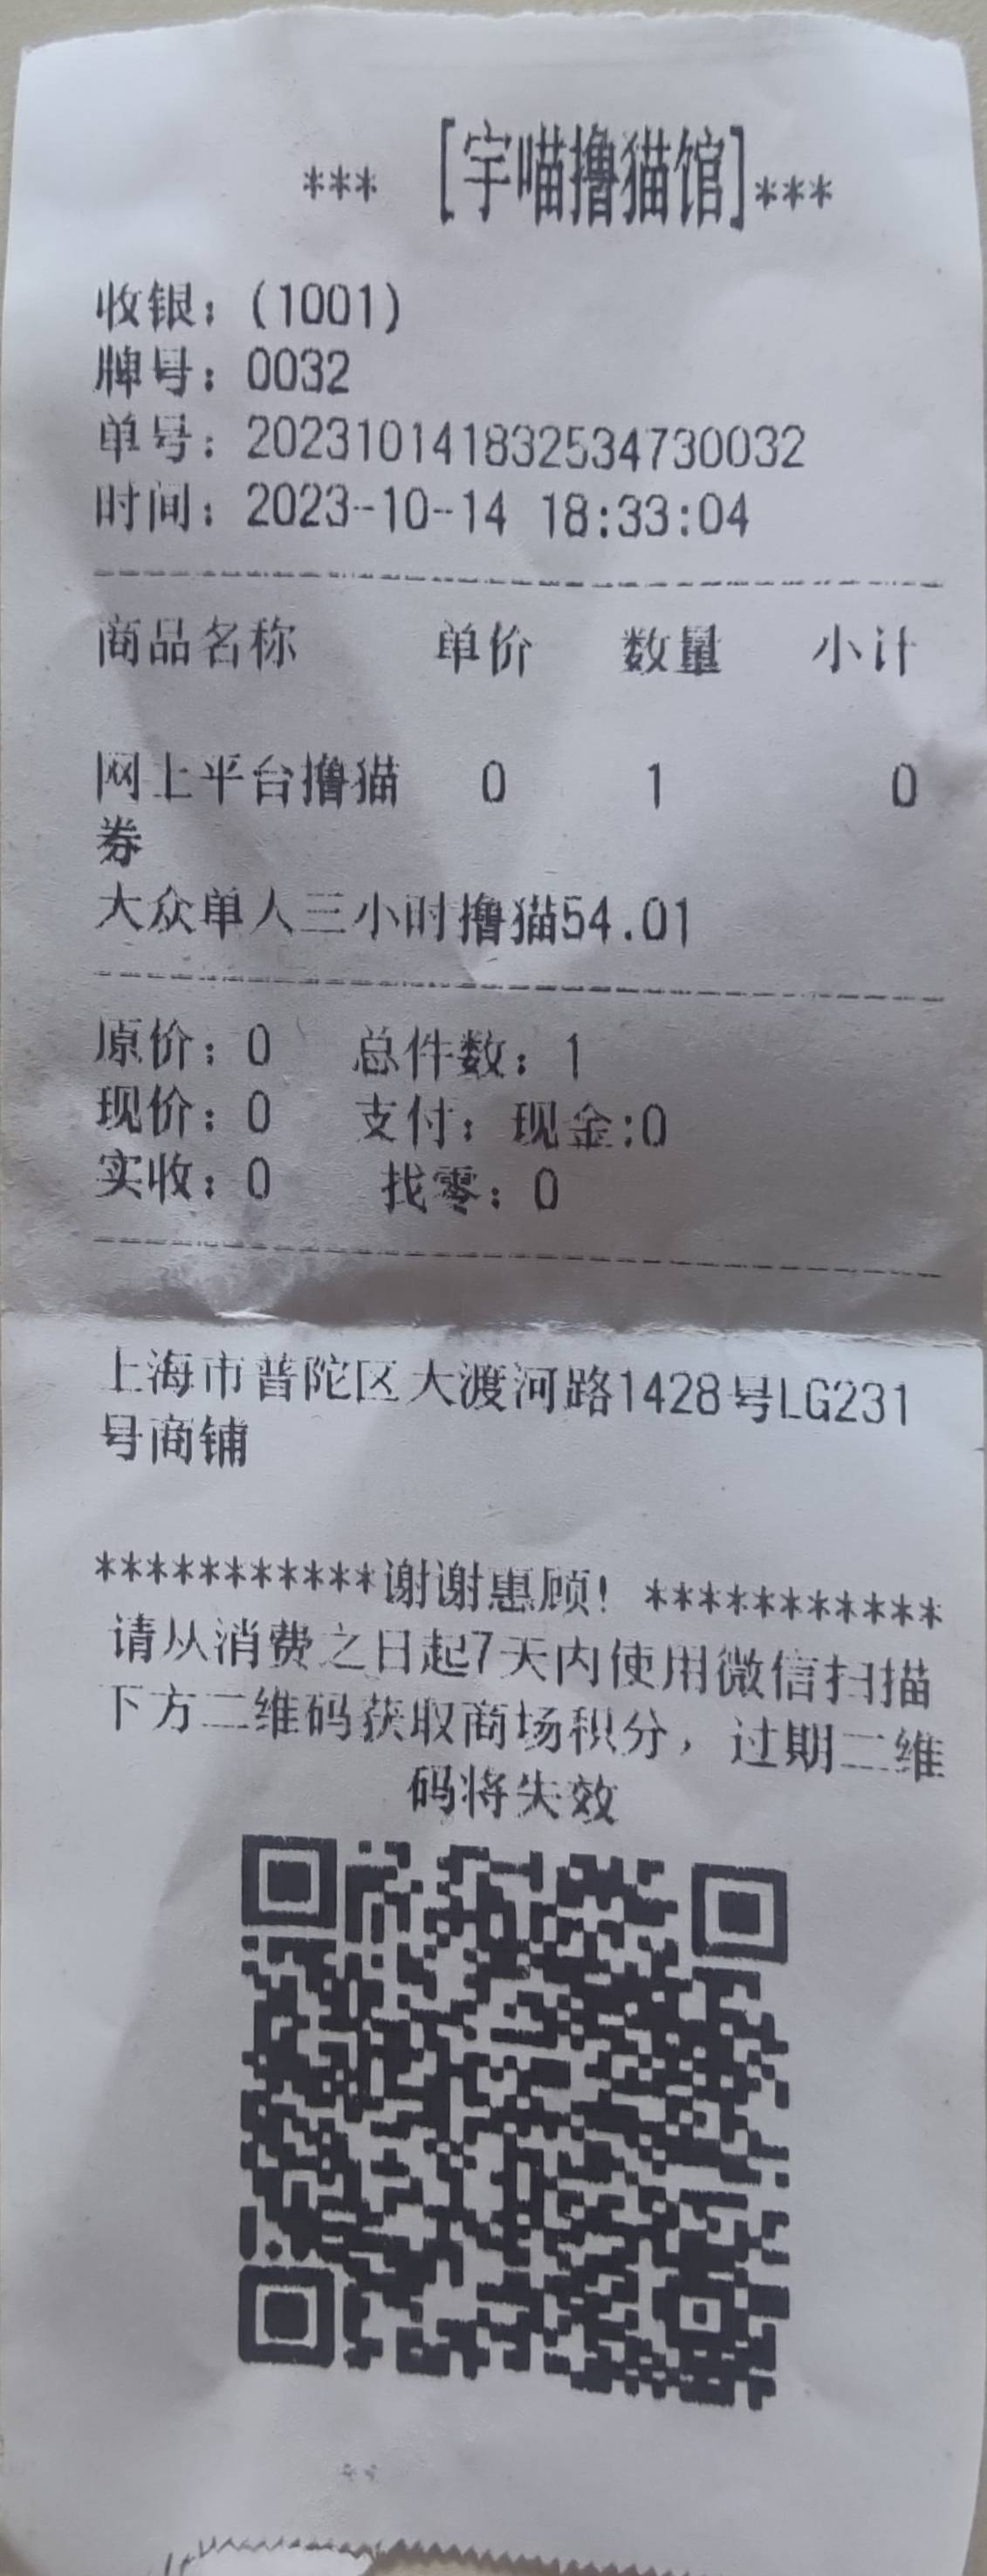 *** [宇喵撸猫馆]***
收银：(1001)
牌号：0032
单号：202310141832534730032
时间：2023-10-14 18:33:04
商品名称 单价 数量 小计
网上平台撸猫 0 1 0
券
大众单人三小时撸猫54.01
原价：0 总件数：1
现价：0 支付：现金:0
实收：0 找零：0
上海市普陀区大渡河路1428号LG231
号商铺
***********谢谢惠顾! ************
请从消费之日起7天内使用微信扫描
下方二维码获取商场积分，过期二维
码将失效
**